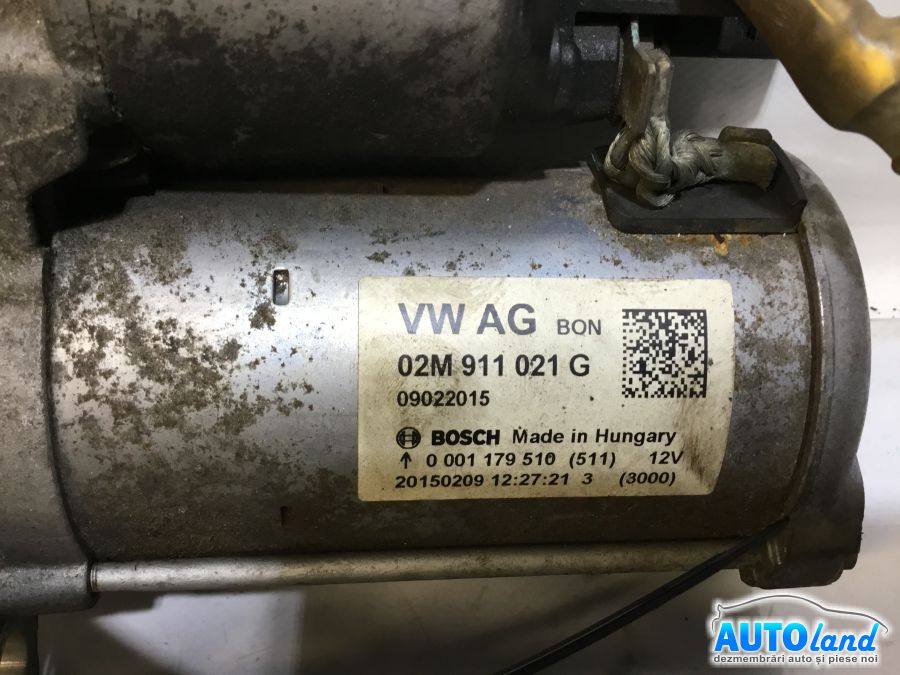 VW AG BON
02M 911 021 G
09022015
BOSCH Made in Hungary
↑ 0 001 179 510 (511) 12V
20150209 12:27:21 3 (3000)
AUTOland
dezmembrări auto și piese noi